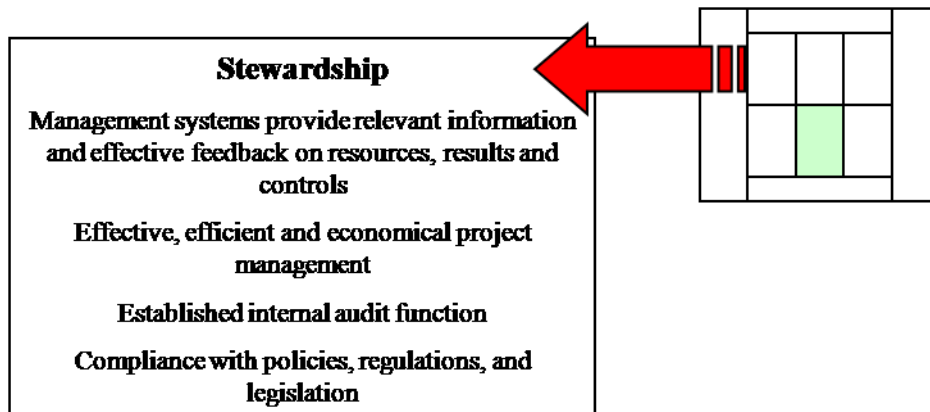 Stewardship
Management systems provide relevant information
and effective feedback on resources, results and
controls
Effective, efficient and economical project
management
Established internal audit function
Compliance with policies, regulations, and
legislation